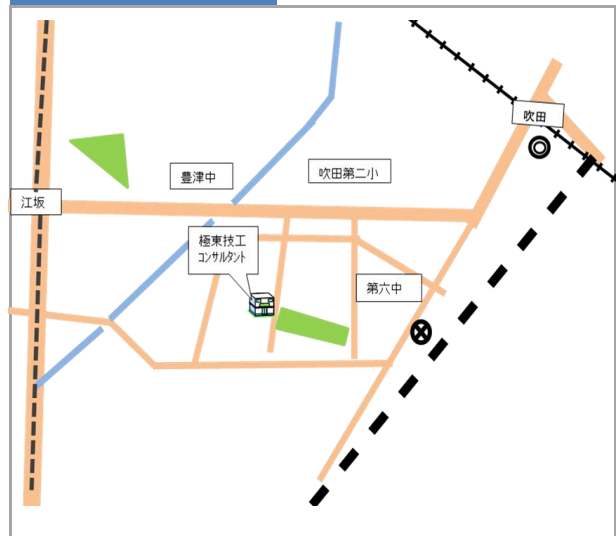 吹田
吹田第二小
豊津中
江坂
極東技工
コンサルタント
第六中